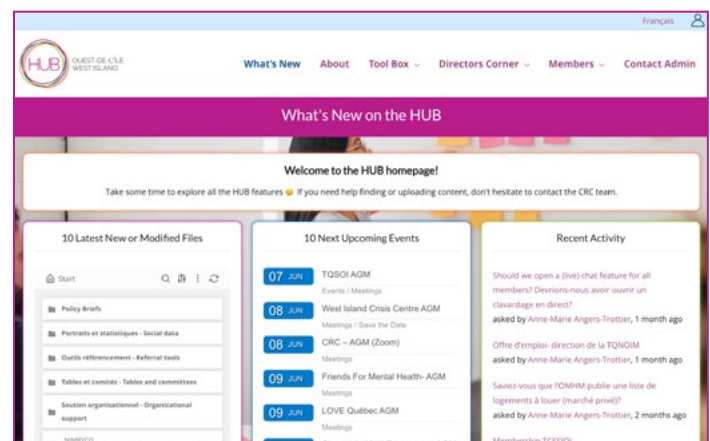 Français
HUB
OUEST-DE-L'ÎLE
WEST ISLAND
What's New About Tool Box Directors Corner Members Contact Admin
What's New on the HUB
Welcome to the HUB homepage!
Take some time to explore all the HUB features 😊 If you need help finding or uploading content, don't hesitate to contact the CRC team.
10 Latest New or Modified Files
Start
Policy Briefs
Portraits et statistiques - Social data
Outils référencement - Referral tools
Tables et comités - Tables and committees
Soutien organisationnel - Organizational
support
10 Next Upcoming Events
07 JUN TQSOI AGM
Events / Meetings
08 JUN West Island Crisis Centre AGM
Meetings / Save the Date
08 JUN CRC – AGM (Zoom)
Meetings
09 JUN Friends For Mental Health- AGM
Meetings
09 JUN LOVE Québec AGM
Meetings
Recent Activity
Should we open a (live) chat feature for all
members? Devrions-nous avoir ouvrir un
clavardage en direct?
asked by Anne-Marie Angers-Trottier, 1 month ago
Offre d'emploi- direction de la TQNOIM
asked by Anne-Marie Angers-Trottier, 1 month ago
Saviez-vous que l'OMHM publie une liste de
logements à louer (marché privé)?
asked by Anne-Marie Angers-Trottier, 2 months ago